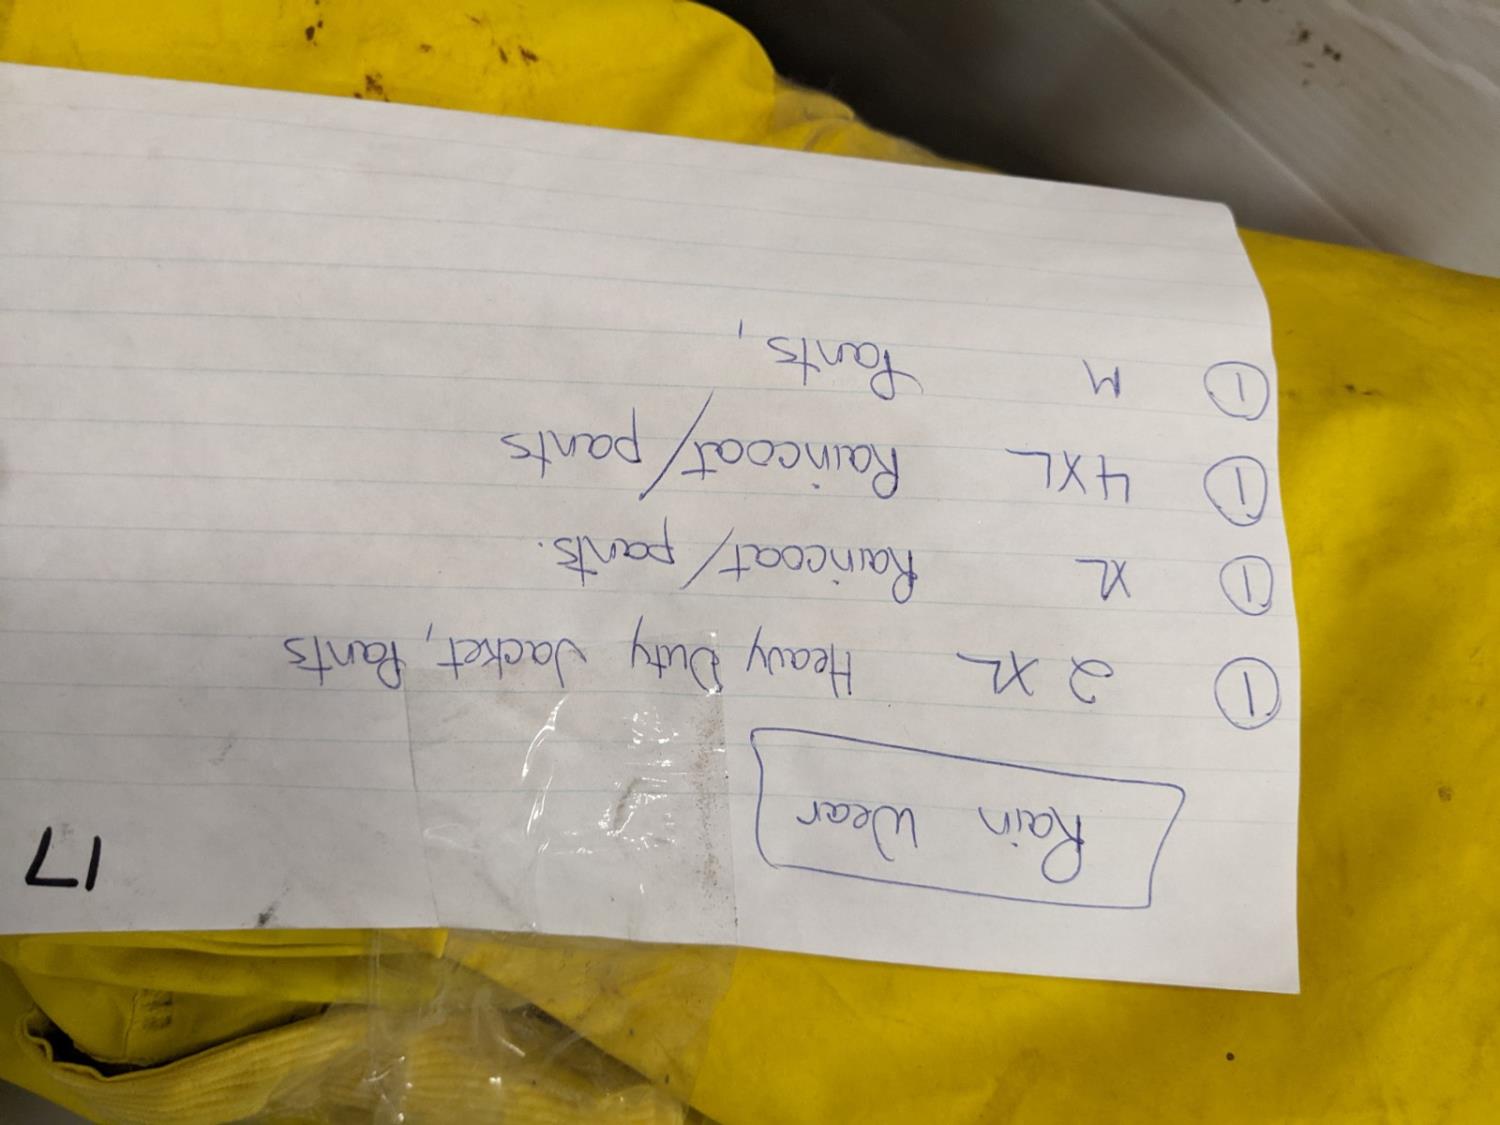 17
Rain Wear
1 2XL Heavy Duty Jacket, Pants
1 XL Raincoat/pants.
1 4XL Raincoat/pants
1 M Pants,